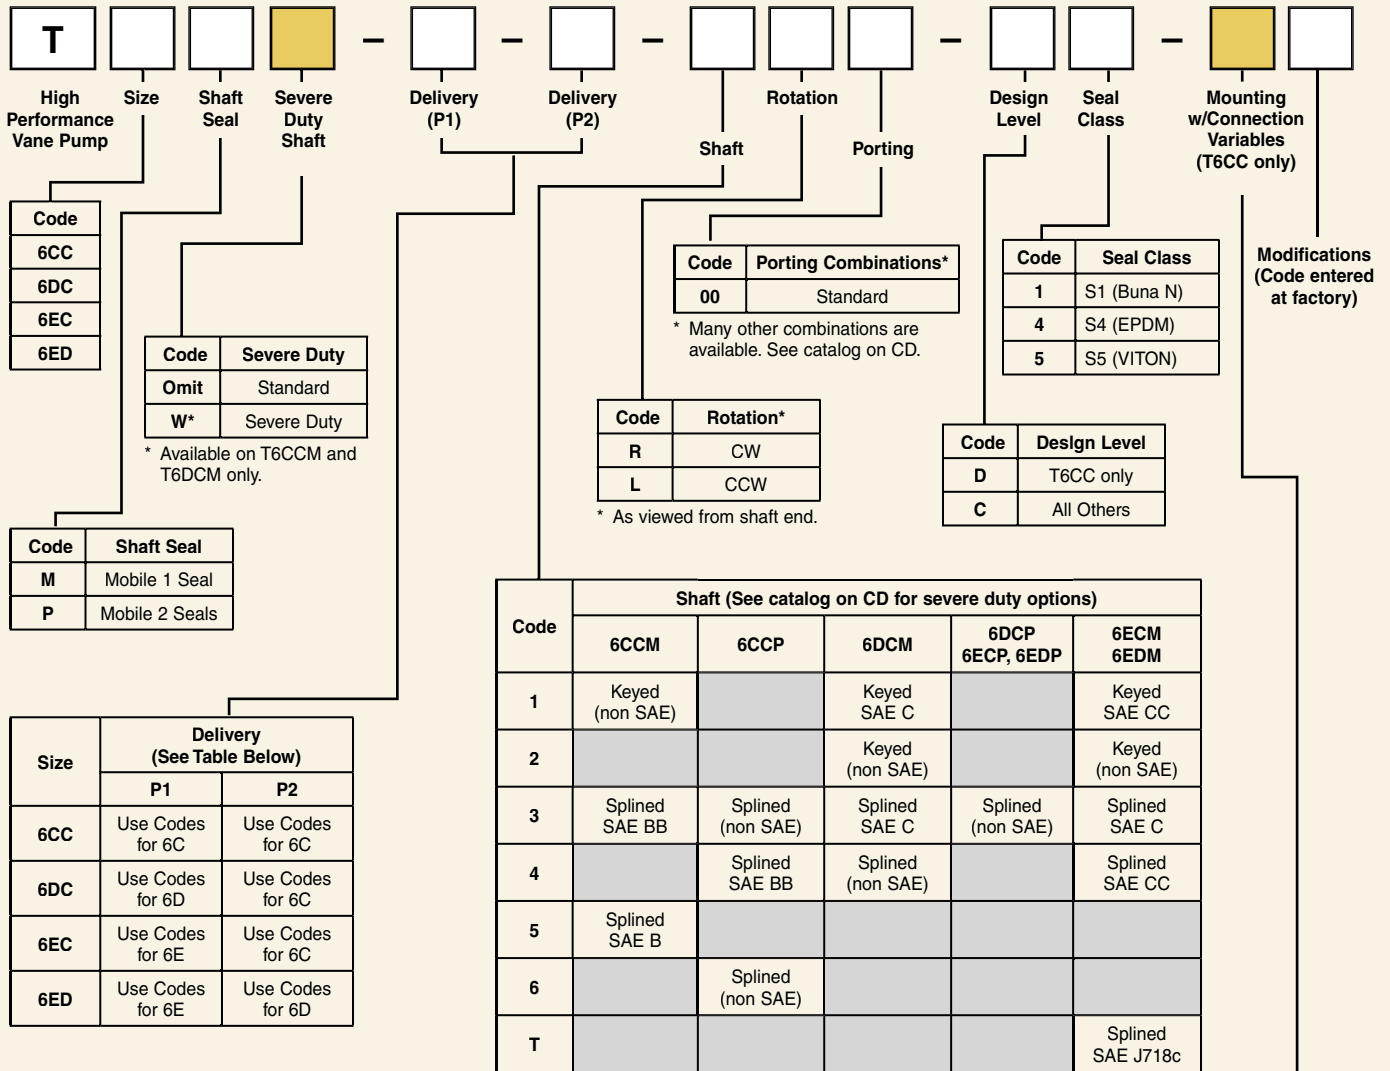 T – – – – –
High
Performance
Vane Pump
Size
Shaft
Seal
Severe
Duty
Shaft
Delivery
(P1)
Delivery
(P2)
Shaft
Rotation
Porting
Design
Level
Seal
Class
Mounting
w/Connection
Variables
(T6CC only)
Modifications
(Code entered
at factory)
Code
6CC
6DC
6EC
6ED
Code Severe Duty
Omit Standard
W* Severe Duty
* Available on T6CCM and
T6DCM only.
Code Shaft Seal
M Mobile 1 Seal
P Mobile 2 Seals
Code Porting Combinations*
00 Standard
* Many other combinations are
available. See catalog on CD.
Code Rotation*
R CW
L CCW
* As viewed from shaft end.
Code Seal Class
1 S1 (Buna N)
4 S4 (EPDM)
5 S5 (VITON)
Code Design Level
D T6CC only
C All Others
Size
Delivery
(See Table Below)
P1 P2
6CC Use Codes for 6C Use Codes for 6C
6DC Use Codes for 6D Use Codes for 6C
6EC Use Codes for 6E Use Codes for 6C
6ED Use Codes for 6E Use Codes for 6D
Code
Shaft (See catalog on CD for severe duty options)
6CCM 6CCP 6DCM 6DCP 6ECP, 6EDP 6ECM 6EDM
1 Keyed (non SAE) Keyed SAE C Keyed SAE CC
2 Keyed (non SAE) Keyed (non SAE)
3 Splined SAE BB Splined (non SAE) Splined SAE C Splined (non SAE) Splined SAE C
4 Splined SAE BB Splined (non SAE) Splined SAE CC
5 Splined SAE B
6 Splined (non SAE)
T Splined SAE J718c